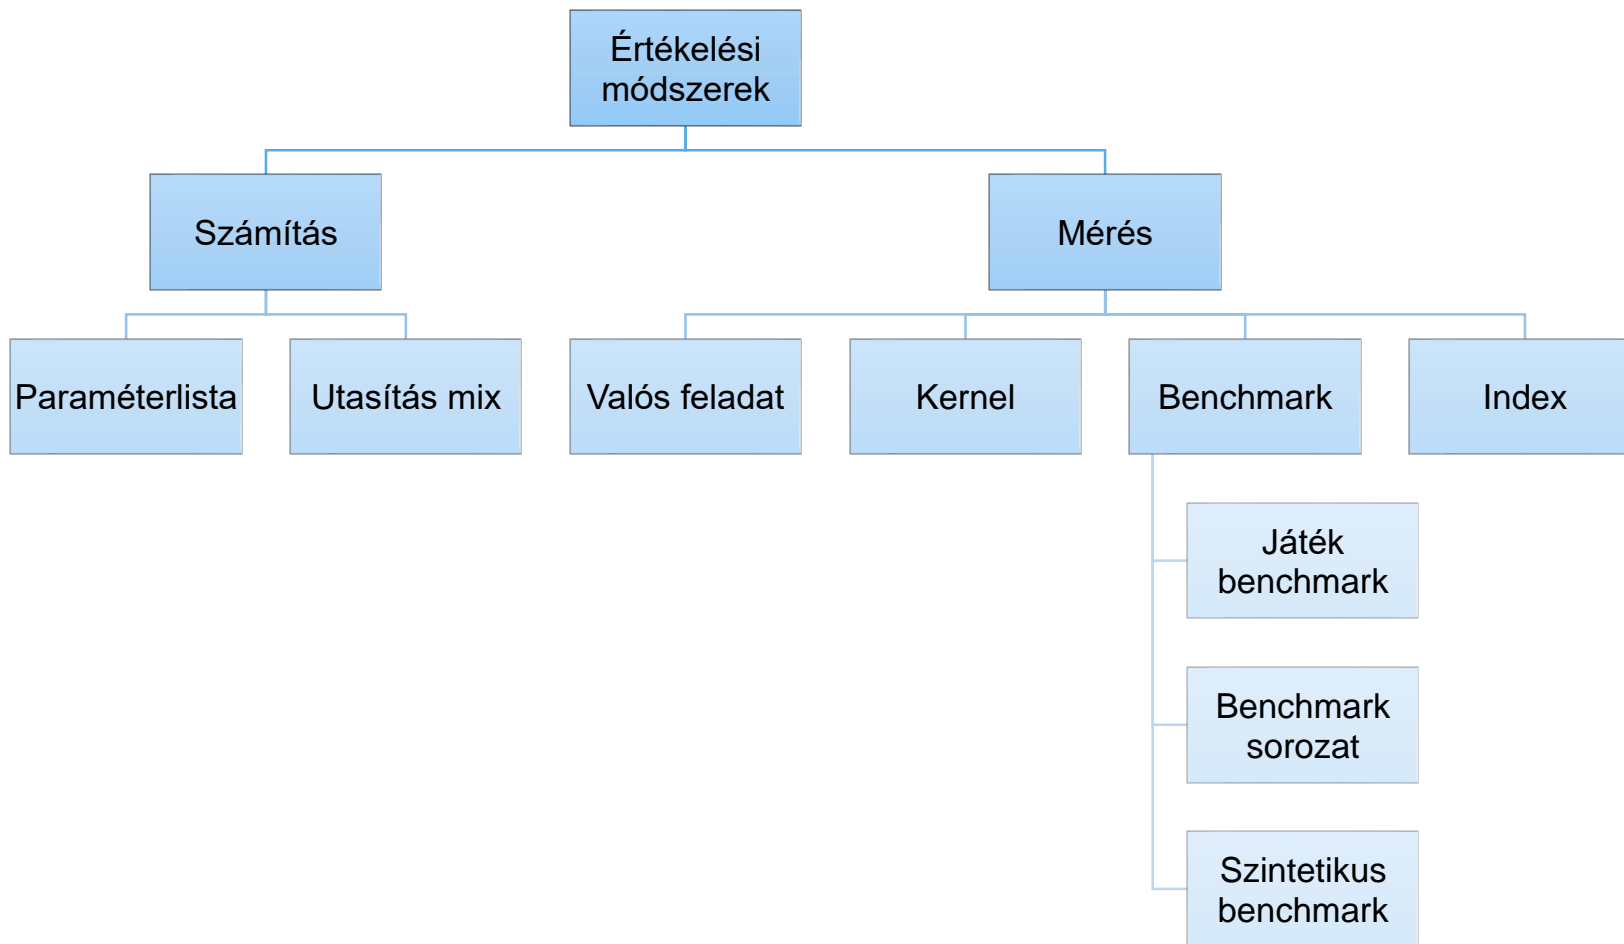 Értékelési
módszerek
Számítás
Mérés
Paraméterlista
Utasítás mix
Valós feladat
Kernel
Benchmark
Index
Játék
benchmark
Benchmark
sorozat
Szintetikus
benchmark